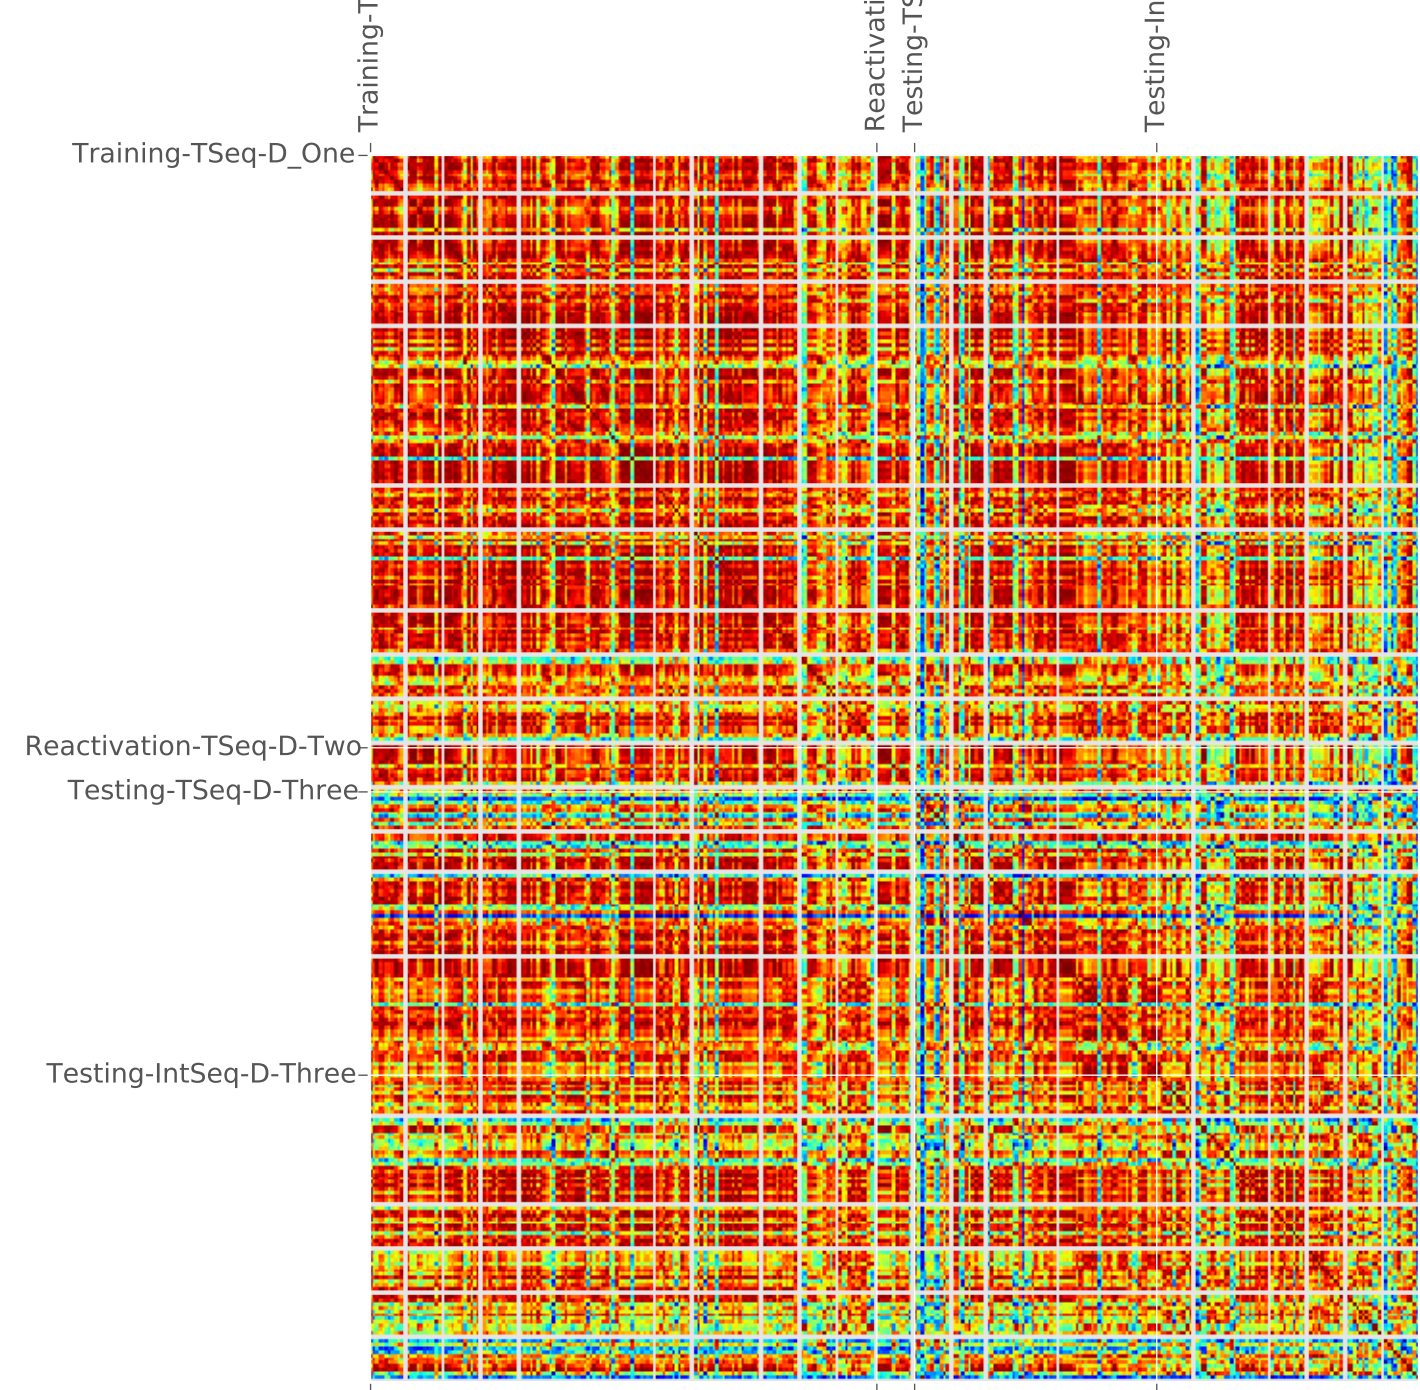 Training-T
Reactivati
Testing-TS
Testing-In
Training-TSeq-D_One
Reactivation-TSeq-D-Two
Testing-TSeq-D-Three
Testing-IntSeq-D-Three